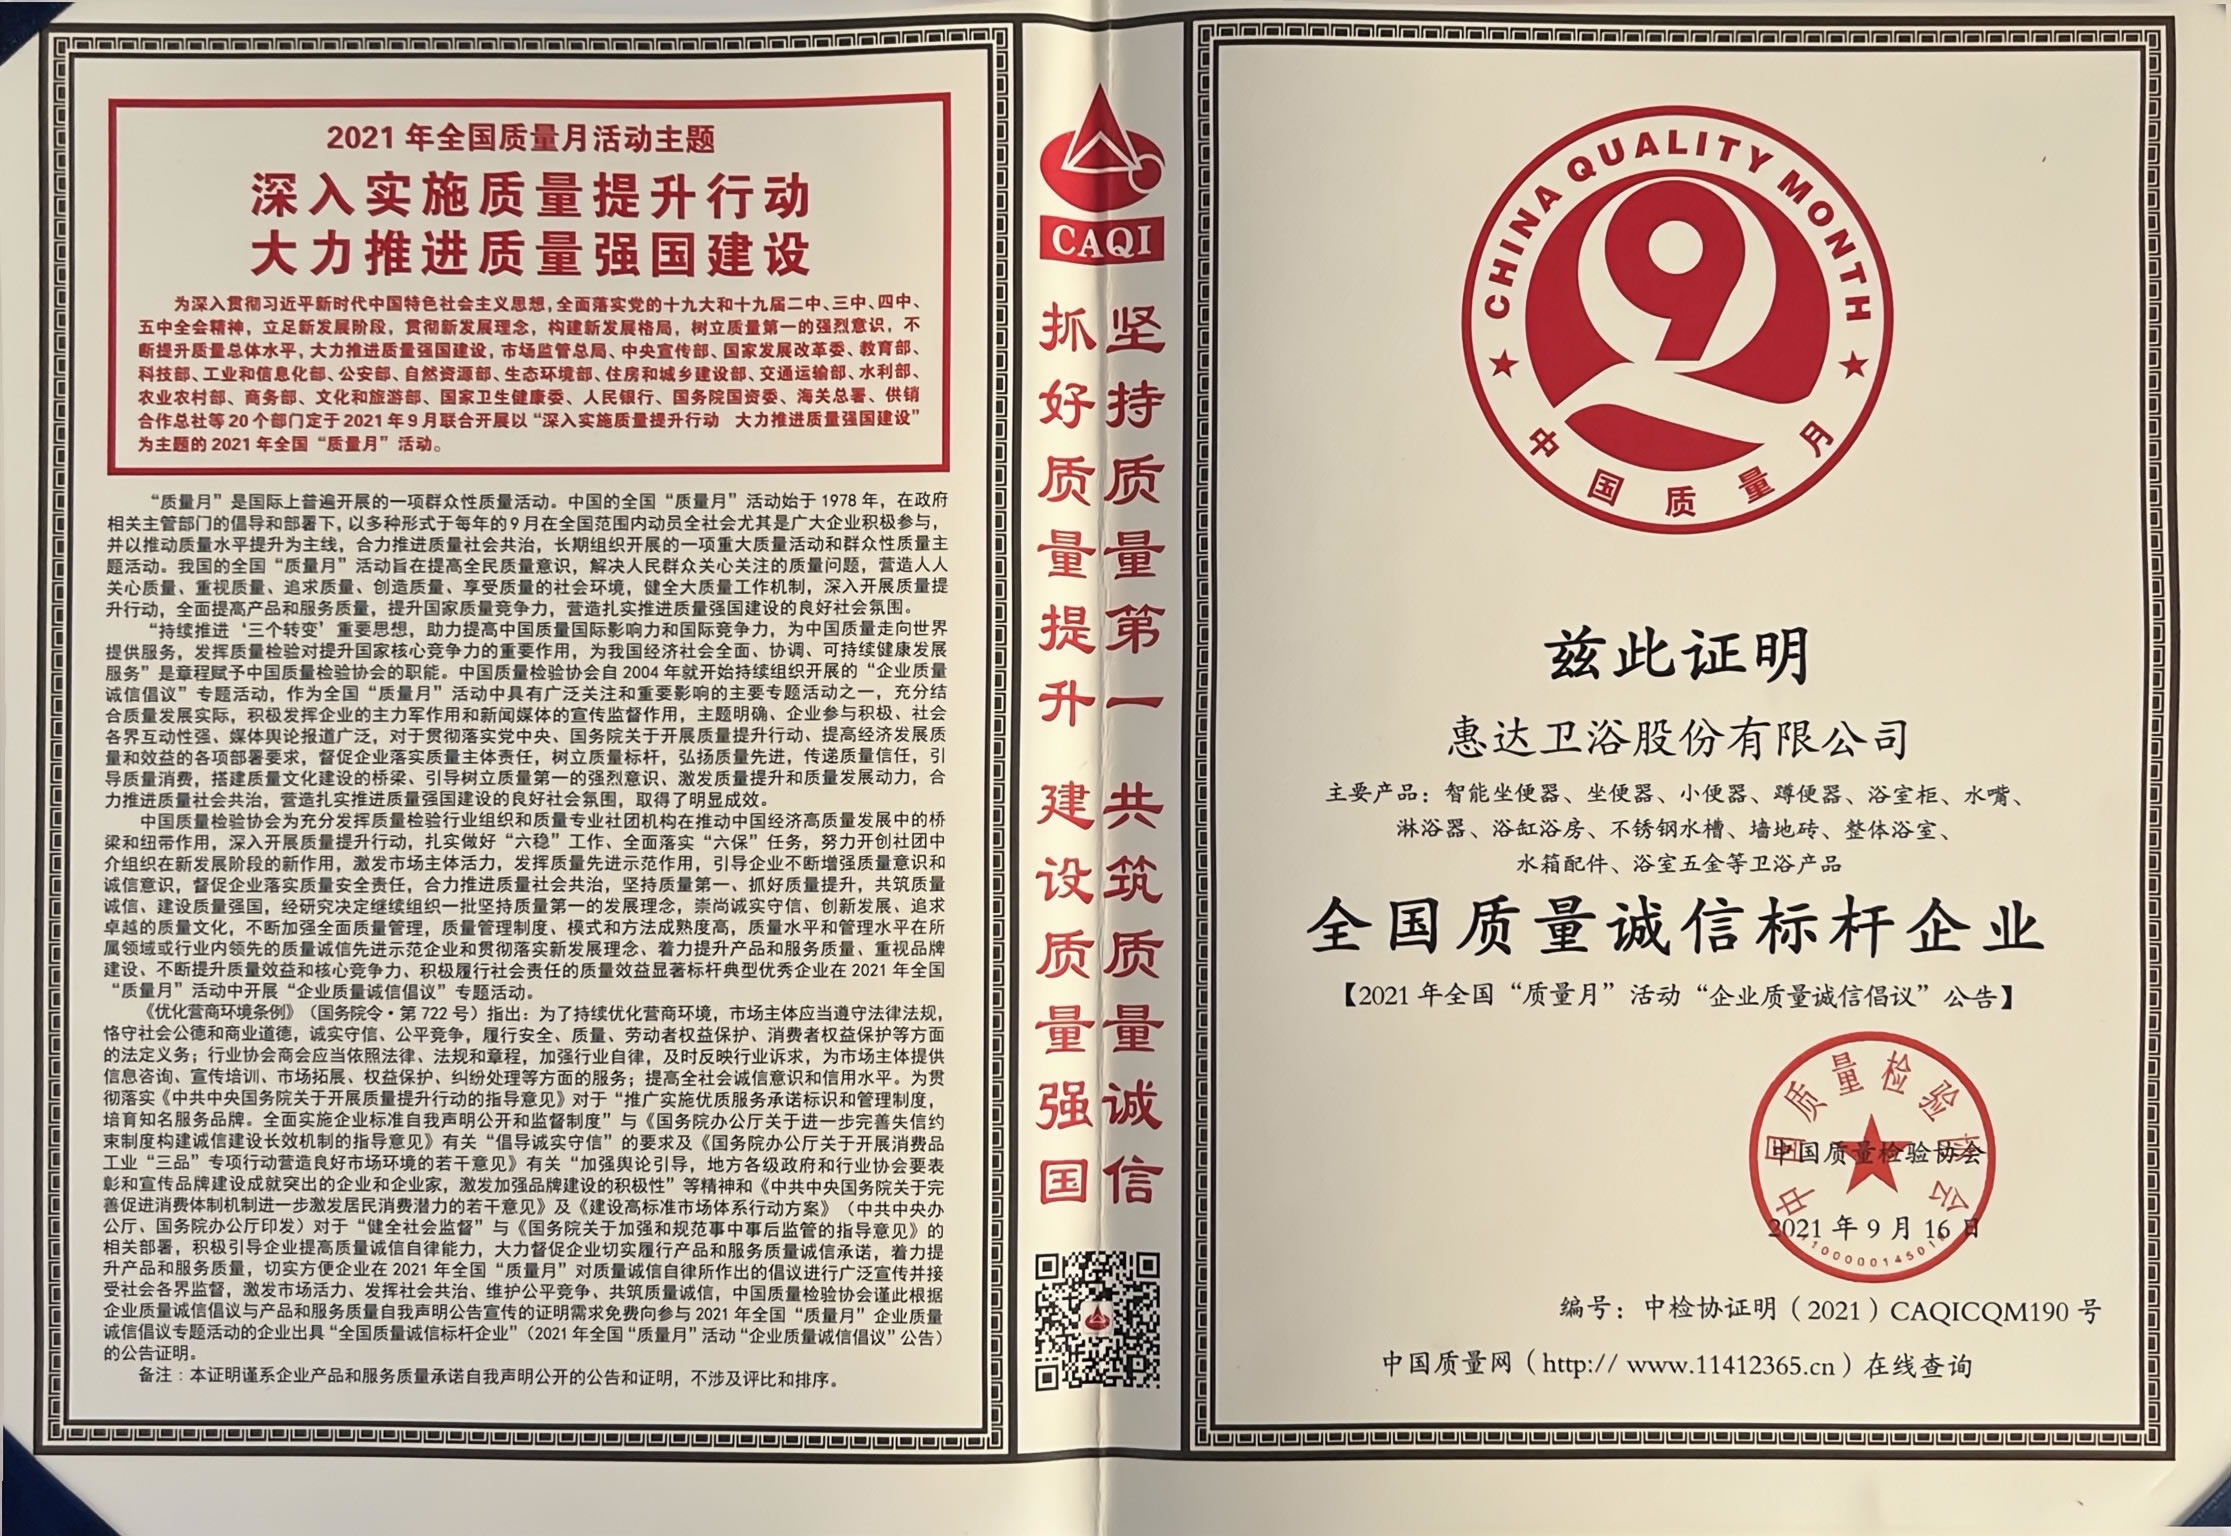 2021 年全国质量月活动主题
深入实施质量提升行动
大力推进质量强国建设
为深入贯彻习近平新时代中国特色社会主义思想，全面落实党的十九大和十九届二中、三中、四中、
五中全会精神，立足新发展阶段，贯彻新发展理念，构建新发展格局，树立质量第一的强烈意识，不
断提升质量总体水平，大力推进质量强国建设，市场监管总局、中央宣传部、国家发展改革委、教育部、
科技部、工业和信息化部、公安部、自然资源部、生态环境部、住房和城乡建设部、交通运输部、水利部、
农业农村部、商务部、文化和旅游部、国家卫生健康委、人民银行、国务院国资委、海关总署、供销
合作总社等 20 个部门定于 2021 年 9 月联合开展以“深入实施质量提升行动 大力推进质量强国建设”
为主题的 2021 年全国“质量月”活动。
“质量月”是国际上普遍开展的一项群众性质量活动。中国的全国“质量月”活动始于 1978 年，在政府
相关主管部门的倡导和部署下，以多种形式于每年的 9 月在全国范围内动员全社会尤其是广大企业积极参与，
并以推动质量水平提升为主线，合力推进质量社会共治，长期组织开展的一项重大质量活动和群众性质量主
题活动。我国的全国“质量月”活动旨在提高全民质量意识，解决人民群众关心关注的质量问题，营造人人
关心质量、重视质量、追求质量、创造质量、享受质量的社会环境，健全大质量工作机制，深入开展质量提
升行动，全面提高产品和服务质量，提升国家质量竞争力，营造扎实推进质量强国建设的良好社会氛围。
“持续推进‘三个转变’重要思想，助力提高中国质量国际影响力和国际竞争力，为中国质量走向世界
提供服务，发挥质量检验对提升国家核心竞争力的重要作用，为我国经济社会全面、协调、可持续健康发展
服务”是章程赋予中国质量检验协会的职能。中国质量检验协会自 2004 年就开始持续组织开展的“企业质量
诚信倡议”专题活动，作为全国“质量月”活动中具有广泛关注和重要影响的主要专题活动之一，充分结
合质量发展实际，积极发挥企业的主力军作用和新闻媒体的宣传监督作用，主题明确、企业参与积极、社会
各界互动性强、媒体舆论报道广泛，对于贯彻落实党中央、国务院关于开展质量提升行动、提高经济发展质
量和效益的各项部署要求，督促企业落实质量主体责任，树立质量标杆，弘扬质量先进，传递质量信任，引
导质量消费，搭建质量文化建设的桥梁、引导树立质量第一的强烈意识、激发质量提升和质量发展动力，合
力推进质量社会共治，营造扎实推进质量强国建设的良好社会氛围，取得了明显成效。
中国质量检验协会为充分发挥质量检验行业组织和质量专业社团机构在推动中国经济高质量发展中的桥
梁和纽带作用，深入开展质量提升行动，扎实做好“六稳”工作、全面落实“六保”任务，努力开创社团中
介组织在新发展阶段的新作用，激发市场主体活力，发挥质量先进示范作用，引导企业不断增强质量意识和
诚信意识，督促企业落实质量安全责任，合力推进质量社会共治，坚持质量第一、抓好质量提升，共筑质量
诚信、建设质量强国，经研究决定继续组织一批坚持质量第一的发展理念，崇尚诚实守信、创新发展、追求
卓越的质量文化，不断加强全面质量管理，质量管理制度、模式和方法成熟度高，质量水平和管理水平在所
属领域或行业内领先的质量诚信先进示范企业和贯彻落实新发展理念、着力提升产品和服务质量、重视品牌
建设、不断提升质量效益和核心竞争力、积极履行社会责任的质量效益显著标杆典型优秀企业在 2021 年全国
“质量月”活动中开展“企业质量诚信倡议”专题活动。
《优化营商环境条例》（国务院令·第 722 号）指出：为了持续优化营商环境，市场主体应当遵守法律法规，
恪守社会公德和商业道德，诚实守信、公平竞争，履行安全、质量、劳动者权益保护、消费者权益保护等方面
的法定义务；行业协会商会应当依照法律、法规和章程，加强行业自律，及时反映行业诉求，为市场主体提供
信息咨询、宣传培训、市场拓展、权益保护、纠纷处理等方面的服务；提高全社会诚信意识和信用水平。为贯
彻落实《中共中央国务院关于开展质量提升行动的指导意见》对于“推广实施优质服务承诺标识和管理制度，
培育知名服务品牌。全面实施企业标准自我声明公开和监督制度”与《国务院办公厅关于进一步完善失信约
束制度构建诚信建设长效机制的指导意见》有关“倡导诚实守信”的要求及《国务院办公厅关于开展消费品
工业“三品”专项行动营造良好市场环境的若干意见》有关“加强舆论引导，地方各级政府和行业协会要表
彰和宣传品牌建设成就突出的企业和企业家，激发加强品牌建设的积极性”等精神和《中共中央国务院关于完
善促进消费体制机制进一步激发居民消费潜力的若干意见》及《建设高标准市场体系行动方案》（中共中央办
公厅、国务院办公厅印发）对于“健全社会监督”与《国务院关于加强和规范事中事后监管的指导意见》的
相关部署，积极引导企业提高质量诚信自律能力，大力督促企业切实履行产品和服务质量诚信承诺，着力提
升产品和服务质量，切实方便企业在 2021 年全国“质量月”对质量诚信自律所作出的倡议进行广泛宣传并接
受社会各界监督，激发市场活力、发挥社会共治、维护公平竞争、共筑质量诚信，中国质量检验协会谨此根据
企业质量诚信倡议与产品和服务质量自我声明公告宣传的证明需求免费向参与 2021 年全国“质量月”企业质量
诚信倡议专题活动的企业出具“全国质量诚信标杆企业”（2021 年全国“质量月”活动“企业质量诚信倡议”公告）
的公告证明。
备注：本证明谨系企业产品和服务质量承诺自我声明公开的公告和证明，不涉及评比和排序。
CAQI
坚持质量第一 共筑质量诚信
抓好质量提升 建设质量强国
CHINA QUALITY MONTH
9
中国质量月
兹此证明
惠达卫浴股份有限公司
主要产品：智能坐便器、坐便器、小便器、蹲便器、浴室柜、水嘴、
淋浴器、浴缸浴房、不锈钢水槽、墙地砖、整体浴室、
水箱配件、浴室五金等卫浴产品
全国质量诚信标杆企业
【2021 年全国“质量月”活动“企业质量诚信倡议”公告】
中国质量检验协会
中国质量检验协会
2021 年 9 月 16 日
编号：中检协证明（2021）CAQICQM190 号
中国质量网（http:// www.11412365.cn）在线查询